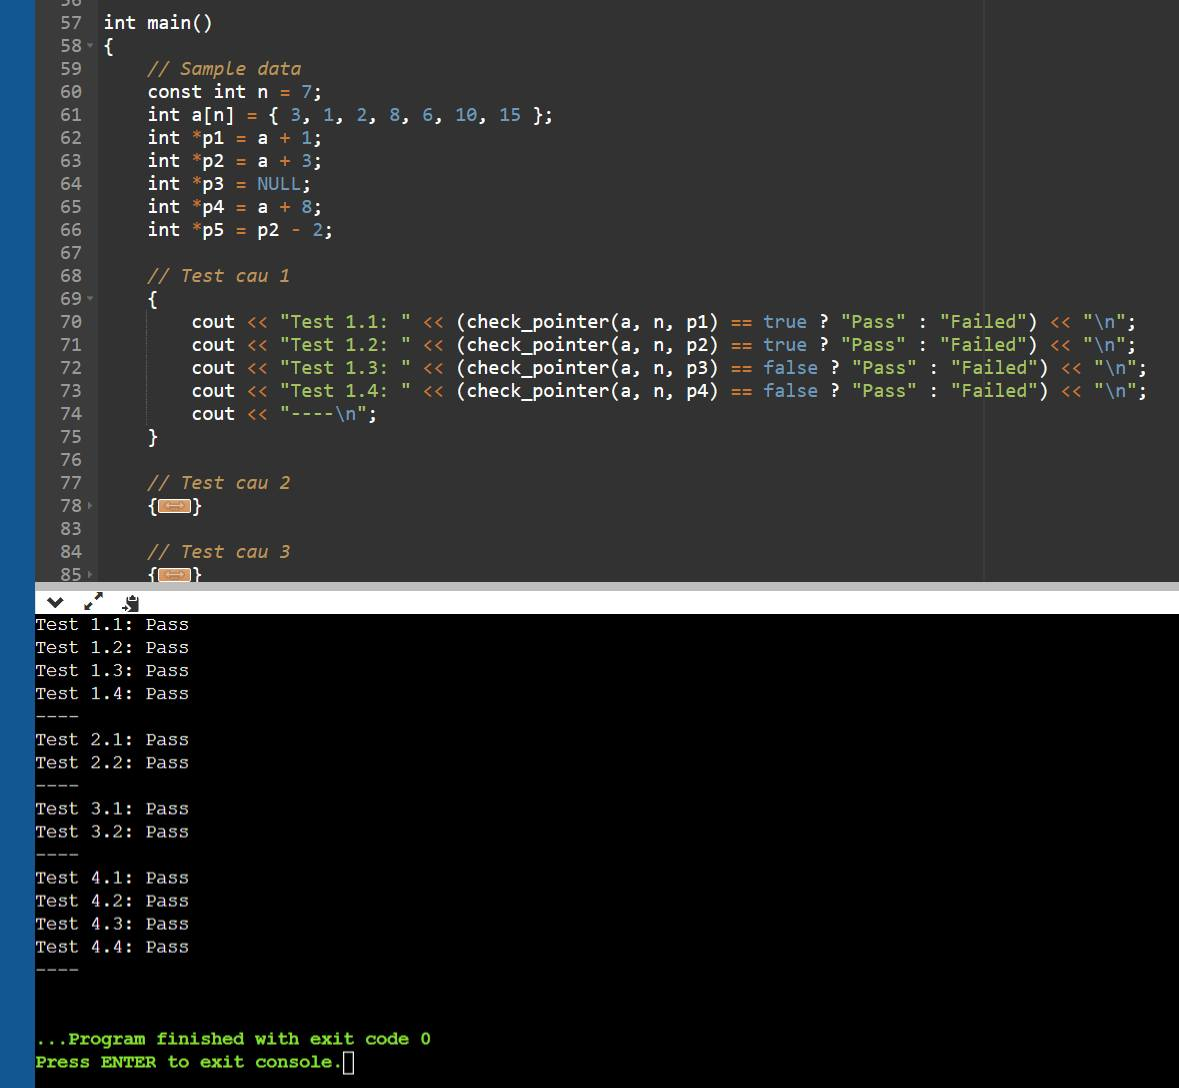 56
57 int main()
58 {
59 // Sample data
60 const int n = 7;
61 int a[n] = { 3, 1, 2, 8, 6, 10, 15 };
62 int *p1 = a + 1;
63 int *p2 = a + 3;
64 int *p3 = NULL;
65 int *p4 = a + 8;
66 int *p5 = p2 - 2;
67
68 // Test cau 1
69 {
70 cout << "Test 1.1: " << (check_pointer(a, n, p1) == true ? "Pass" : "Failed") << "\n";
71 cout << "Test 1.2: " << (check_pointer(a, n, p2) == true ? "Pass" : "Failed") << "\n";
72 cout << "Test 1.3: " << (check_pointer(a, n, p3) == false ? "Pass" : "Failed") << "\n";
73 cout << "Test 1.4: " << (check_pointer(a, n, p4) == false ? "Pass" : "Failed") << "\n";
74 cout << "----\n";
75 }
76
77 // Test cau 2
78 {}
83
84 // Test cau 3
85 {}
Test 1.1: Pass
Test 1.2: Pass
Test 1.3: Pass
Test 1.4: Pass
----
Test 2.1: Pass
Test 2.2: Pass
----
Test 3.1: Pass
Test 3.2: Pass
----
Test 4.1: Pass
Test 4.2: Pass
Test 4.3: Pass
Test 4.4: Pass
----
...Program finished with exit code 0
Press ENTER to exit console.